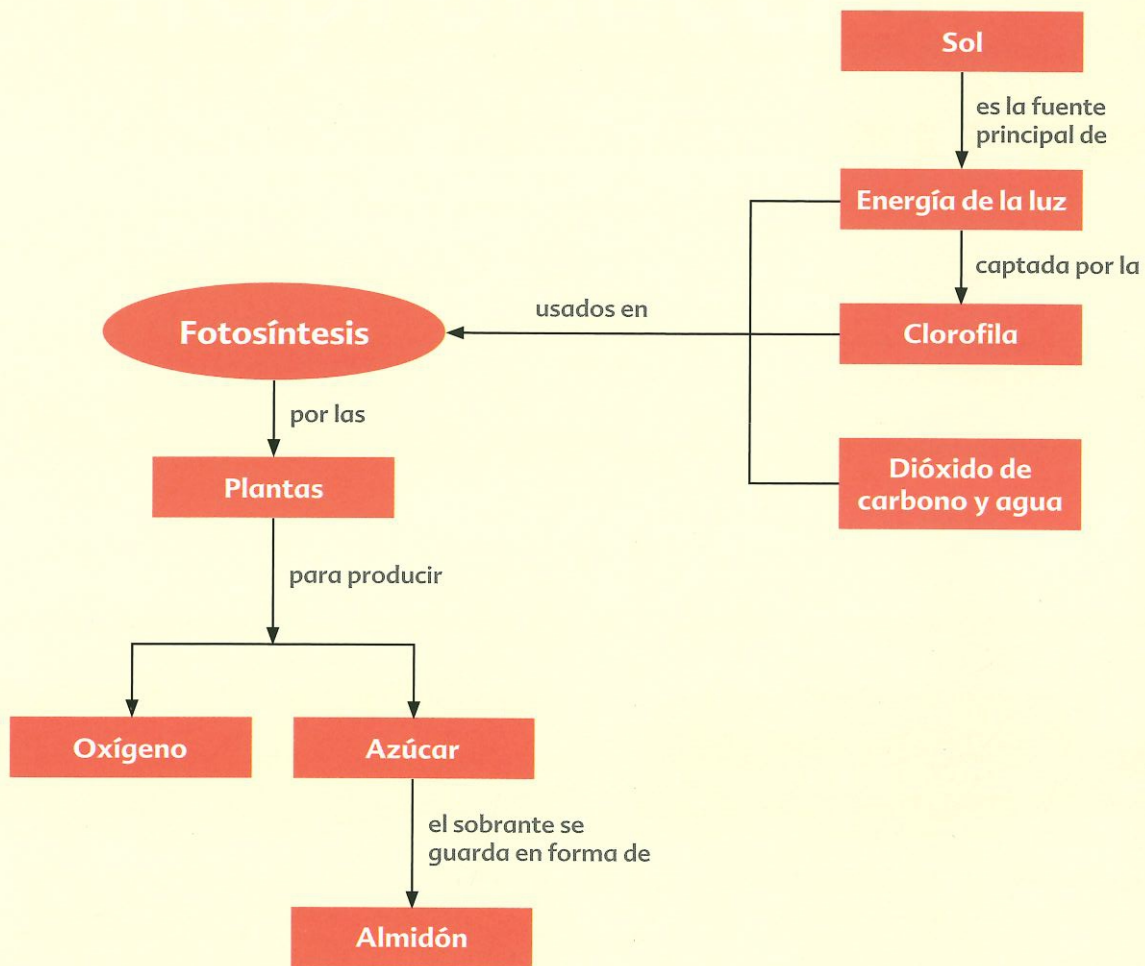 Sol
es la fuente
principal de
Energía de la luz
captada por la
usados en
Fotosíntesis
Clorofila
por las
Dióxido de
carbono y agua
Plantas
para producir
Oxígeno
Azúcar
el sobrante se
guarda en forma de
Almidón